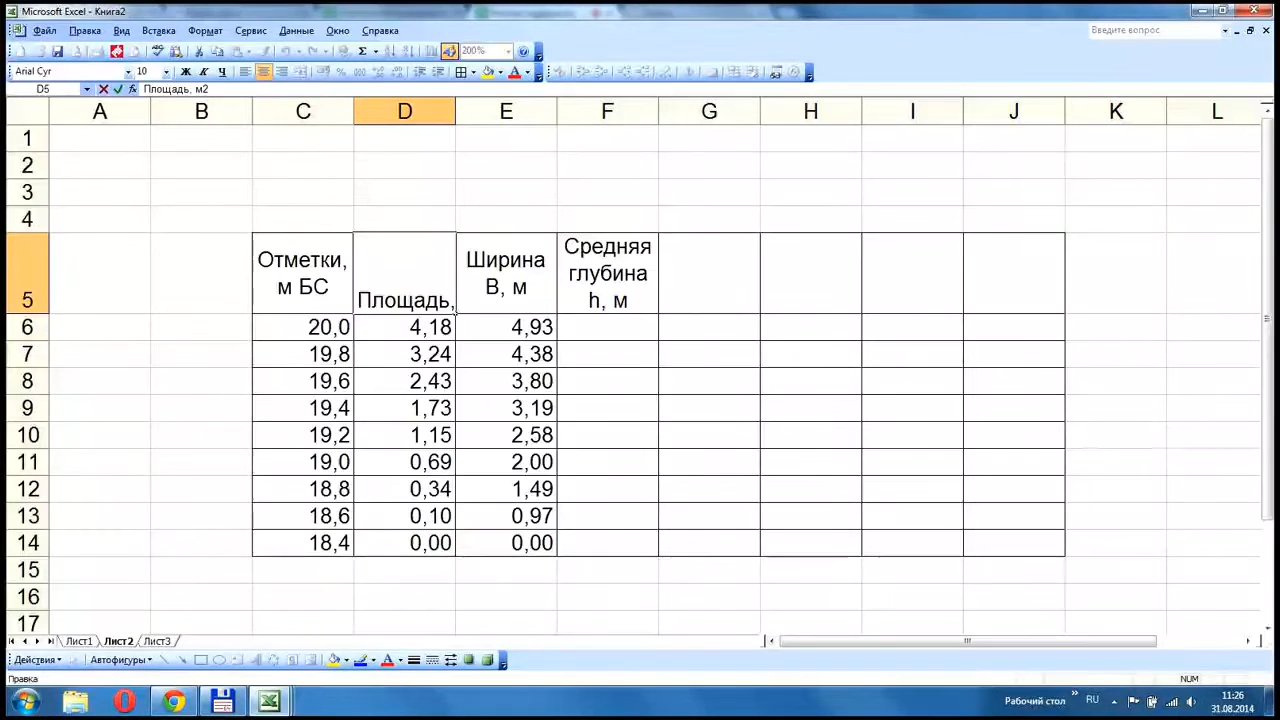 Microsoft Excel - Книга2
Файл Правка Вид Вставка Формат Сервис Данные Окно Справка Введите вопрос
Σ 200%
Arial Cyr 10 Ж К Ч % 000 A
D5 fx Площадь, м2
A B C D E F G H I J K L
1
2
3
4
5 Отметки, м БС Площадь, Ширина В, м Средняя глубина h, м
6 20,0 4,18 4,93
7 19,8 3,24 4,38
8 19,6 2,43 3,80
9 19,4 1,73 3,19
10 19,2 1,15 2,58
11 19,0 0,69 2,00
12 18,8 0,34 1,49
13 18,6 0,10 0,97
14 18,4 0,00 0,00
15
16
17
Лист1 Лист2 Лист3
Действия Автофигуры A
Правка NUM
Рабочий стол » RU 11:26
31.08.2014